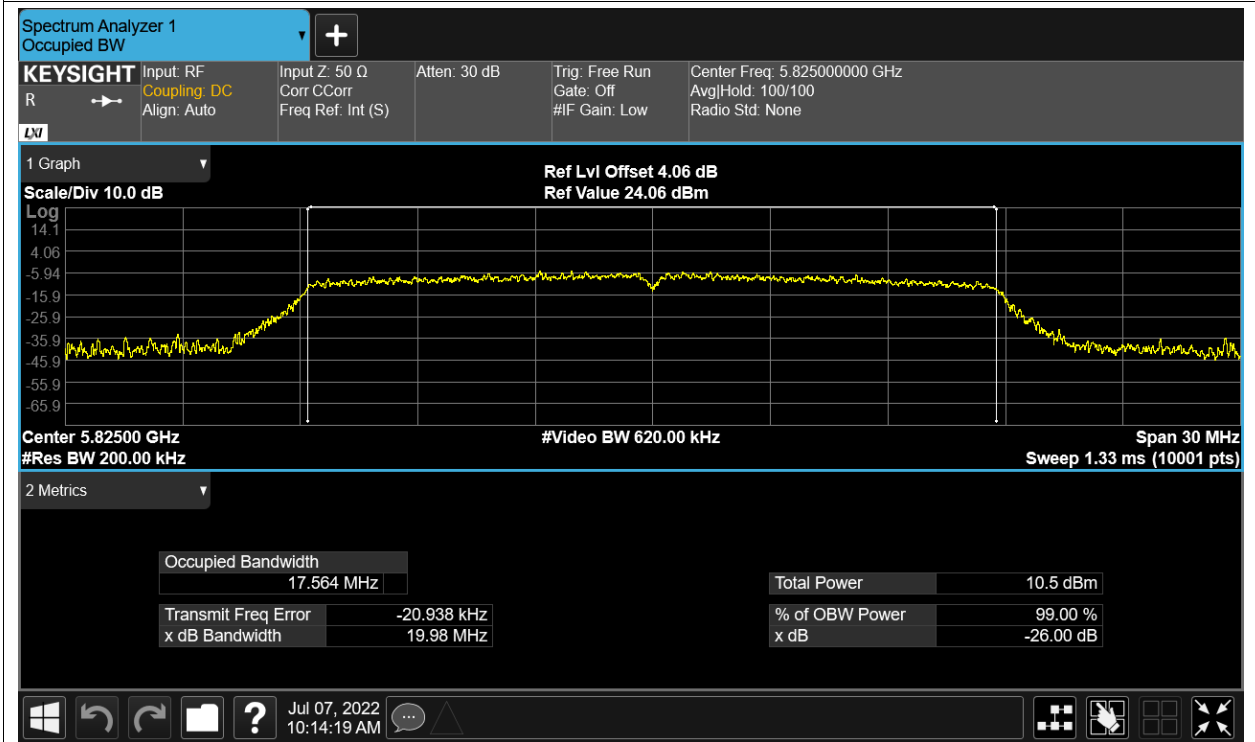 Spectrum Analyzer 1
Occupied BW
KEYSIGHT
R
LXI
Input: RF
Coupling: DC
Align: Auto
Input Z: 50 Ω
Corr CCorr
Freq Ref: Int (S)
Atten: 30 dB
Trig: Free Run
Gate: Off
#IF Gain: Low
Center Freq: 5.825000000 GHz
Avg|Hold: 100/100
Radio Std: None
1 Graph
Scale/Div 10.0 dB
Ref Lvl Offset 4.06 dB
Ref Value 24.06 dBm
Log
14.1
4.06
-5.94
-15.9
-25.9
-35.9
-45.9
-55.9
-65.9
Center 5.82500 GHz
#Video BW 620.00 kHz
Span 30 MHz
#Res BW 200.00 kHz
Sweep 1.33 ms (10001 pts)
2 Metrics
Occupied Bandwidth
17.564 MHz
Total Power 10.5 dBm
Transmit Freq Error -20.938 kHz
% of OBW Power 99.00 %
x dB Bandwidth 19.98 MHz
x dB -26.00 dB
?
Jul 07, 2022
10:14:19 AM